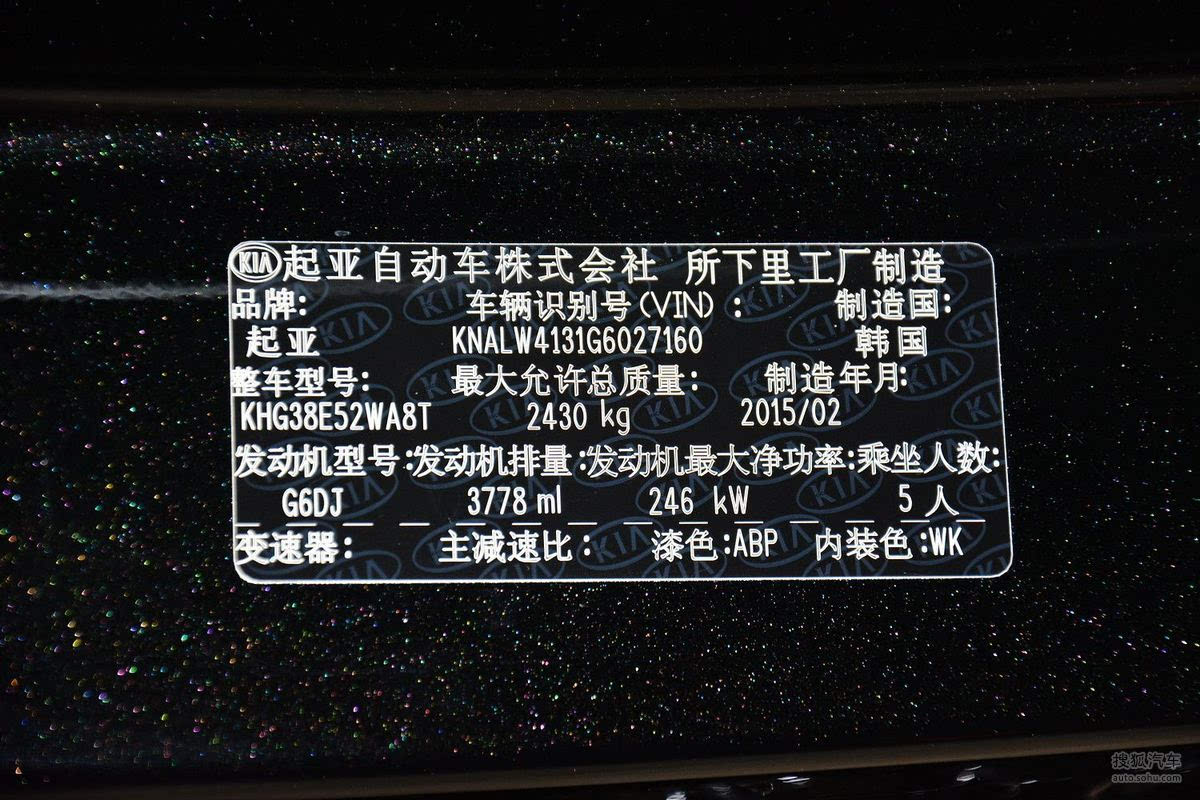 KIA 起亚自动车株式会社 所下里工厂制造
品牌: 车辆识别号(VIN) : 制造国:
起亚 KNALW4131G6027160 韩国
整车型号: 最大允许总质量: 制造年月:
KHG38E52WA8T 2430 kg 2015/02
发动机型号:发动机排量:发动机最大净功率:乘坐人数:
G6DJ 3778 ml 246 kW 5 人
变速器: 主减速比: 漆色:ABP 内装色:WK
搜狐汽车
auto.sohu.com